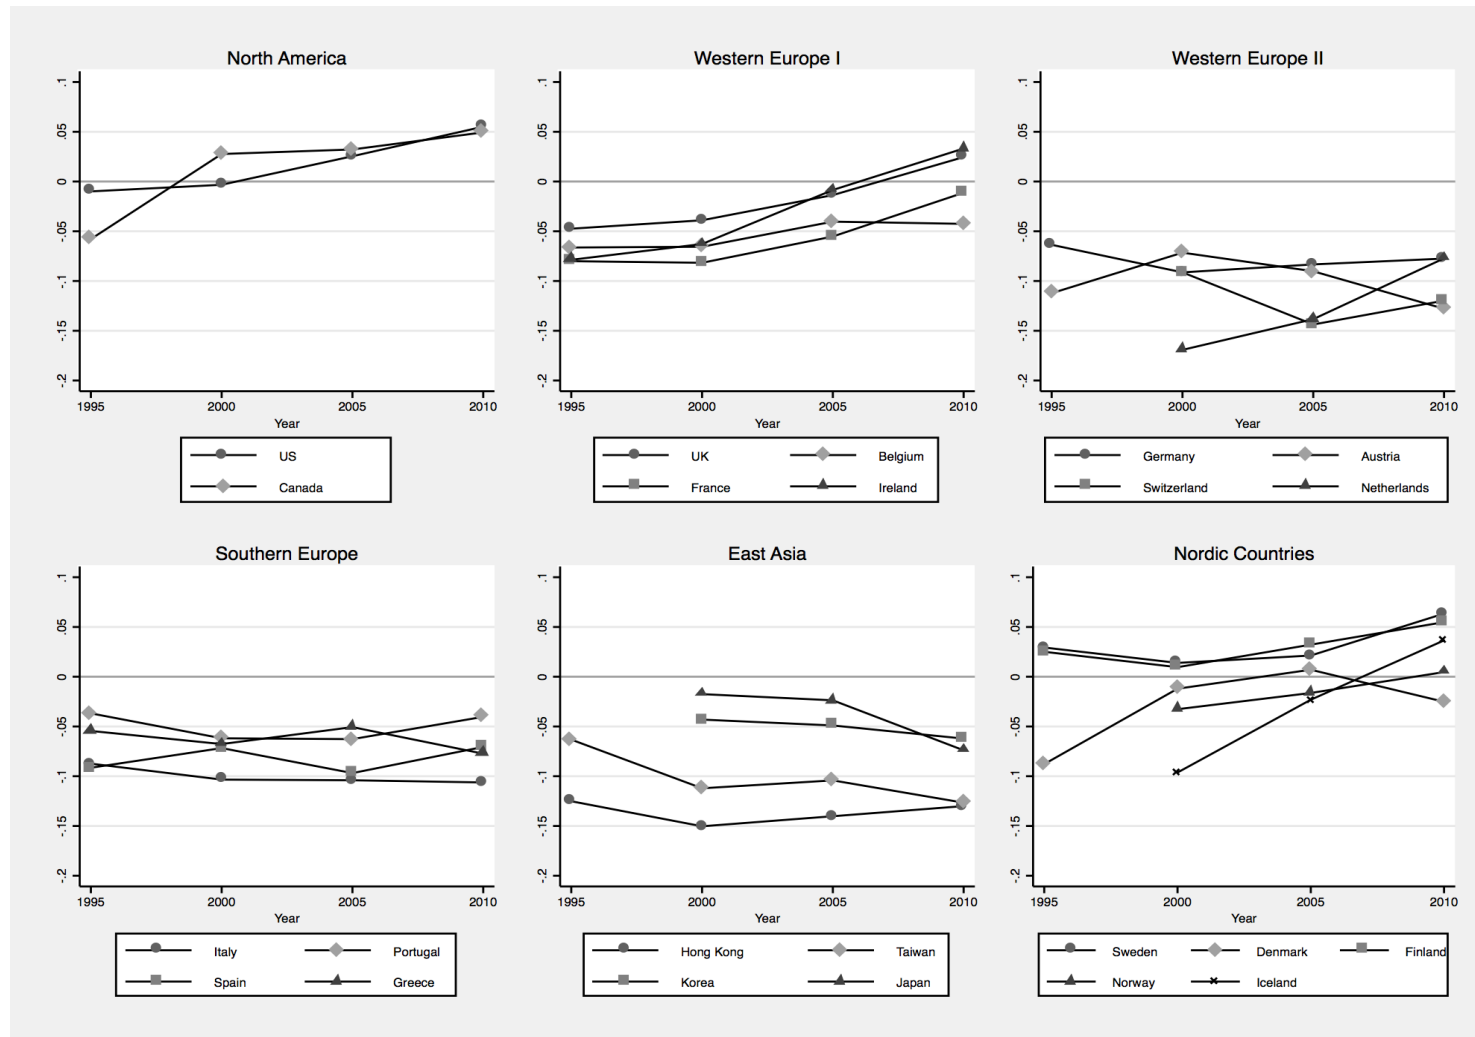 North America Western Europe I Western Europe II
.1 .1 .1
.05 .05 .05
0 0 0
-.05 -.05 -.05
-.1 -.1 -.1
-.15 -.15 -.15
-.2 -.2 -.2
1995 2000 2005 2010 1995 2000 2005 2010 1995 2000 2005 2010
Year Year Year
US UK Belgium Germany Austria
Canada France Ireland Switzerland Netherlands
Southern Europe East Asia Nordic Countries
.1 .1 .1
.05 .05 .05
0 0 0
-.05 -.05 -.05
-.1 -.1 -.1
-.15 -.15 -.15
-.2 -.2 -.2
1995 2000 2005 2010 1995 2000 2005 2010 1995 2000 2005 2010
Year Year Year
Italy Portugal Hong Kong Taiwan Sweden Denmark Finland
Spain Greece Korea Japan Norway Iceland